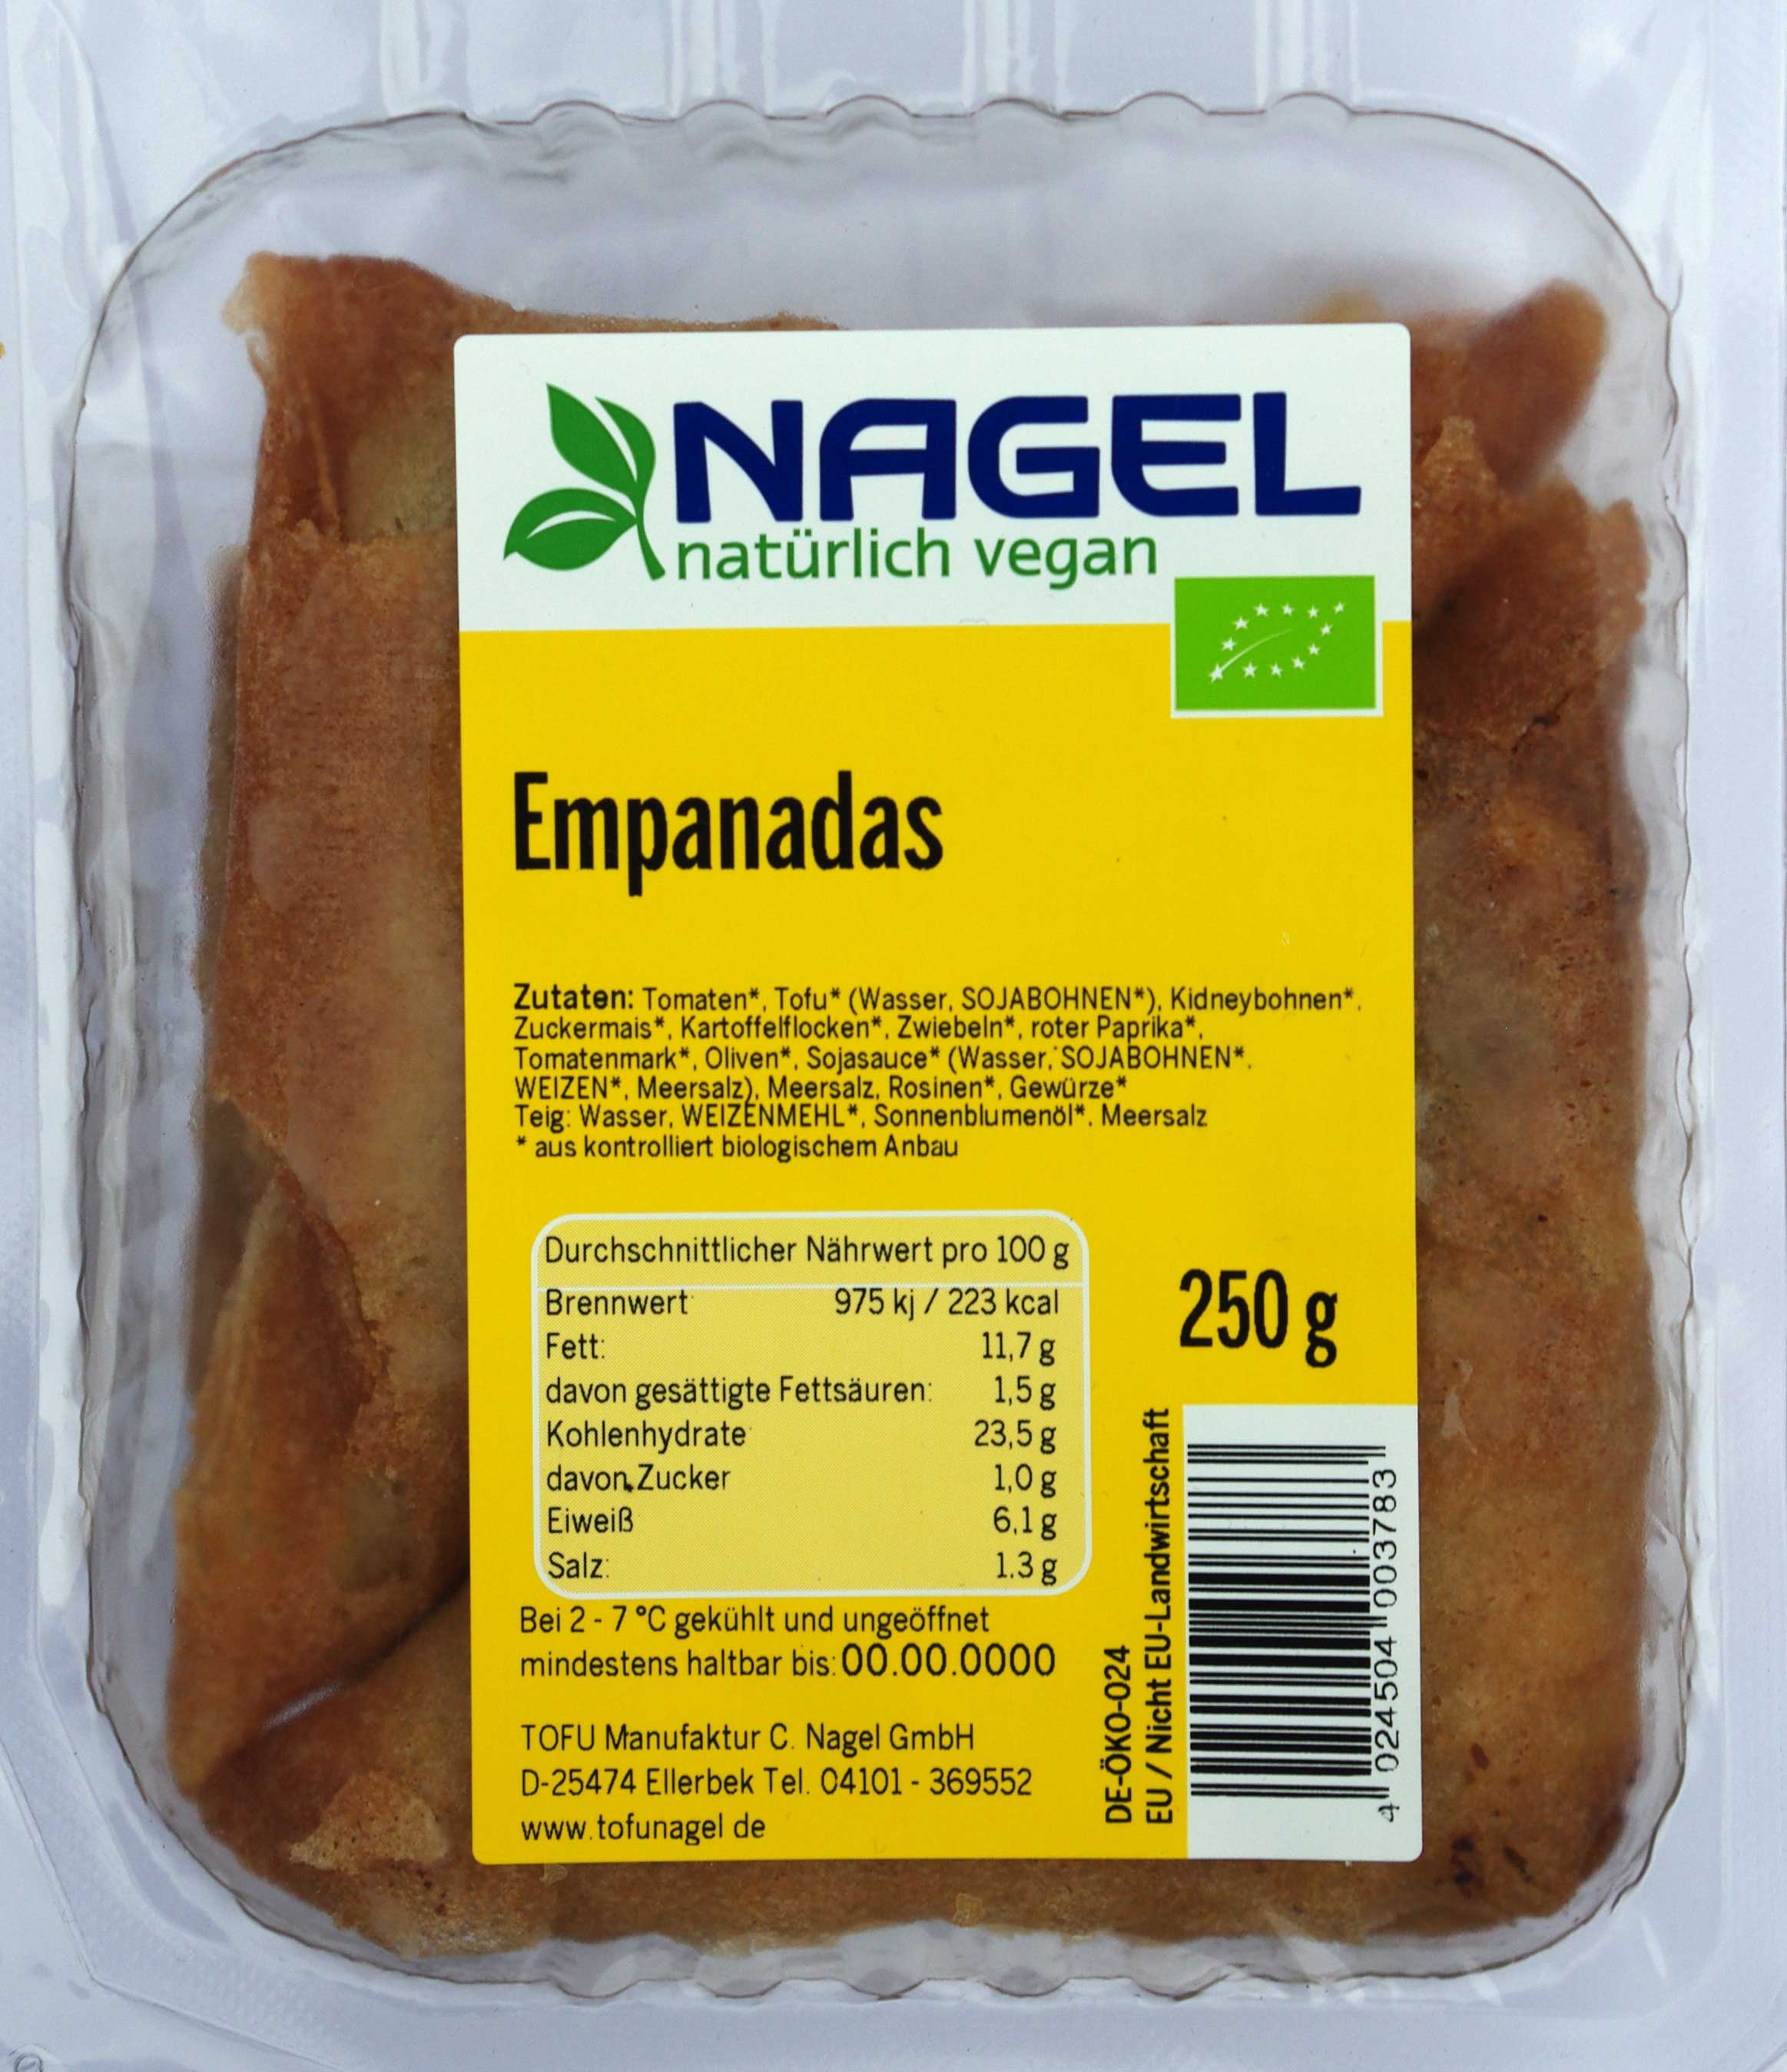 NAGEL
natürlich vegan
Empanadas
Zutaten: Tomaten*, Tofu* (Wasser, SOJABOHNEN*), Kidneybohnen*,
Zuckermais*, Kartoffelflocken*, Zwiebeln*, roter Paprika*,
Tomatenmark*, Oliven*, Sojasauce* (Wasser, SOJABOHNEN*,
WEIZEN*, Meersalz), Meersalz, Rosinen*, Gewürze*
Teig: Wasser, WEIZENMEHL*, Sonnenblumenöl*, Meersalz
* aus kontrolliert biologischem Anbau
Durchschnittlicher Nährwert pro 100 g
Brennwert 975 kj / 223 kcal
Fett: 11,7 g
davon gesättigte Fettsäuren: 1,5 g
Kohlenhydrate 23,5 g
davon Zucker 1,0 g
Eiweiß 6,1 g
Salz: 1.3 g
250 g
Bei 2 - 7 °C gekühlt und ungeöffnet
mindestens haltbar bis: 00.00.0000
TOFU Manufaktur C. Nagel GmbH
D-25474 Ellerbek Tel. 04101 - 369552
www.tofunagel de
DE-ÖKO-024
EU / Nicht EU-Landwirtschaft
4 024504 003783